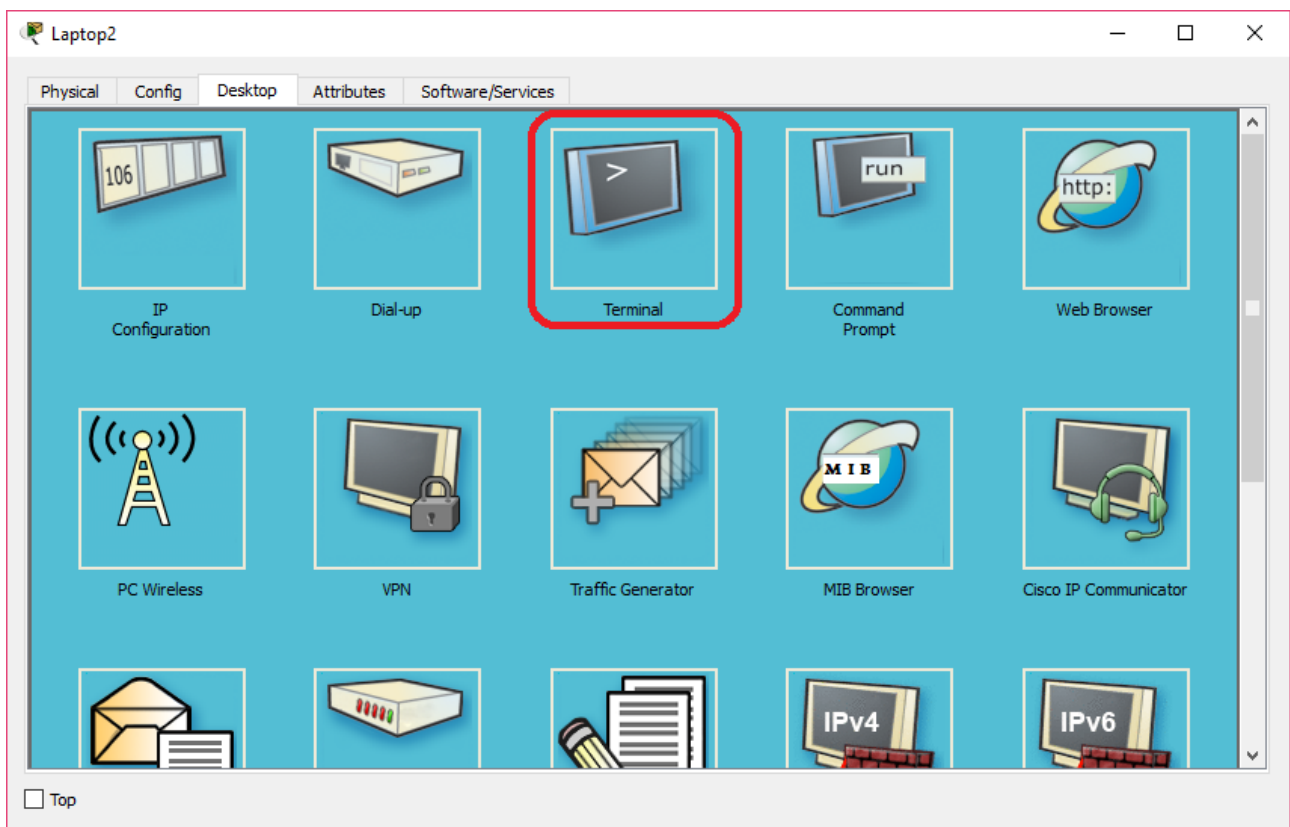 Laptop2
Physical Config Desktop Attributes Software/Services
106
>
run
http:
IP
Configuration
Dial-up
Terminal
Command
Prompt
Web Browser
MIB
PC Wireless
VPN
Traffic Generator
MIB Browser
Cisco IP Communicator
IPv4
IPv6
Top